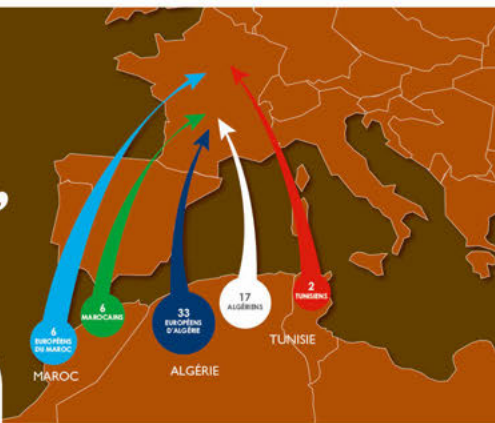 ’
6
EUROPÉENS
DU MAROC
6
MAROCAINS
33
EUROPÉENS
D'ALGÉRIE
17
ALGÉRIENS
2
TUNISIENS
MAROC
ALGÉRIE
TUNISIE